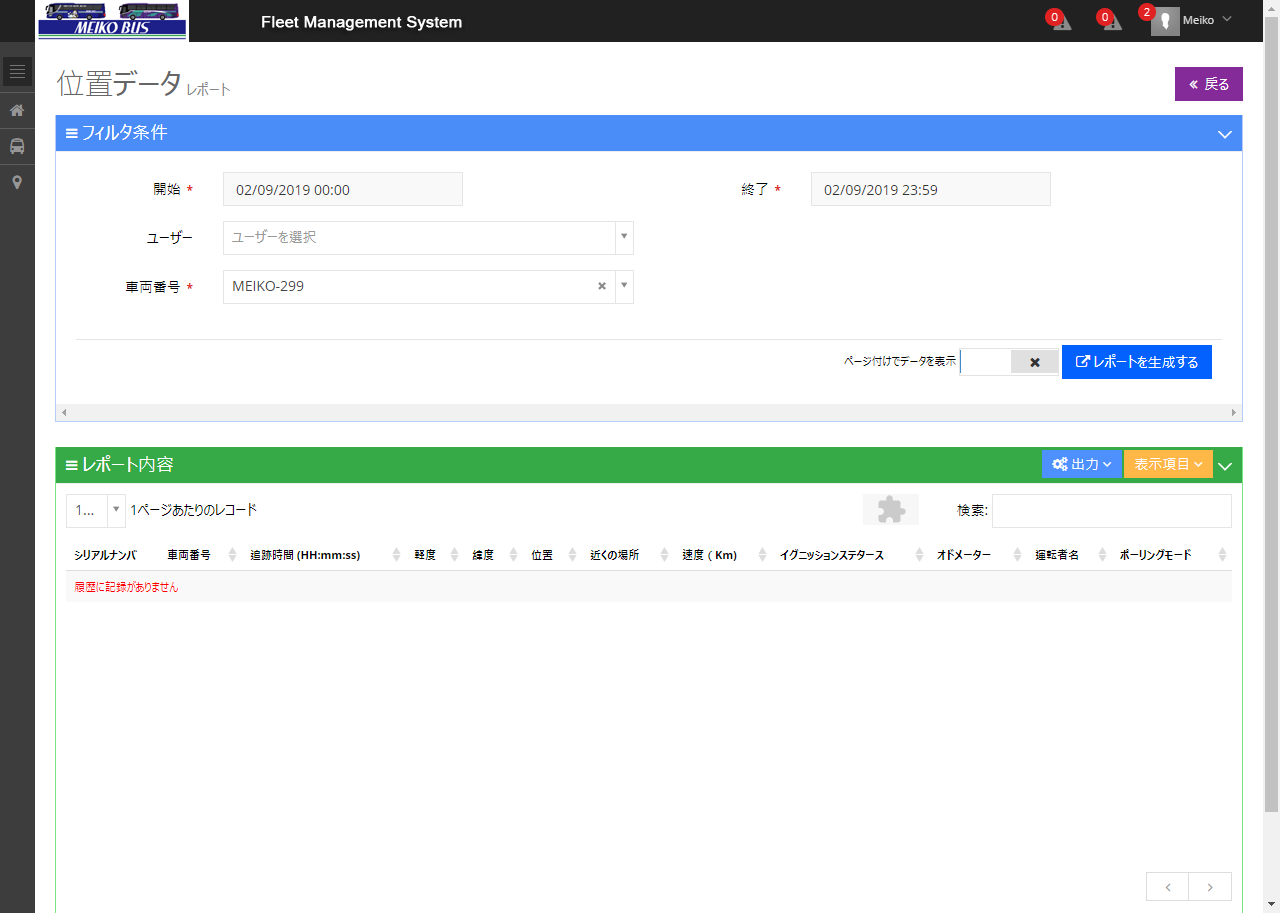 MEIKO BUS
Fleet Management System
0
0
2
Meiko
位置データ レポート
戻る
フィルタ条件
開始 *
02/09/2019 00:00
終了 *
02/09/2019 23:59
ユーザー
ユーザーを選択
車両番号 *
MEIKO-299
ページ付けでデータを表示
レポートを生成する
レポート内容
出力
表示項目
1...
1ページあたりのレコード
検索:
シリアルナンバ 車両番号 追跡時間 (HH:mm:ss) 軽度 緯度 位置 近くの場所 速度 ( Km) イグニッションステタース オドメーター 運転者名 ポーリングモード
履歴に記録がありません